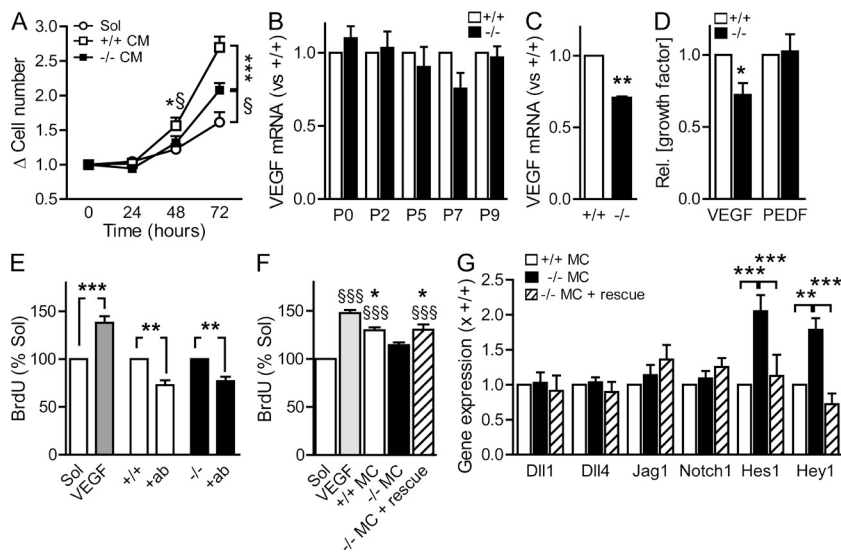 A
Sol
+/+ CM
-/- CM
3.0
2.5
2.0
1.5
1.0
0.5
Δ Cell number
*§
***
§
0 24 48 72
Time (hours)
B
+/+
-/-
VEGF mRNA (vs +/+)
1.0
0.5
0.0
P0 P2 P5 P7 P9
C
VEGF mRNA (vs +/+)
1.0
0.5
0.0
**
+/+ -/-
D
+/+
-/-
Rel. [growth factor]
1.0
0.5
0.0
*
VEGF PEDF
E
BrdU (% Sol)
150
100
50
0
*** ** **
Sol VEGF +/+ +ab -/- +ab
F
BrdU (% Sol)
150
100
50
0
* *
§§§ §§§ §§§
Sol VEGF +/+ MC -/- MC -/- MC + rescue
G
+/+ MC
-/- MC
-/- MC + rescue
Gene expression (x +/+)
2.5
2.0
1.5
1.0
0.5
0.0
*** ***
** ***
Dll1 Dll4 Jag1 Notch1 Hes1 Hey1